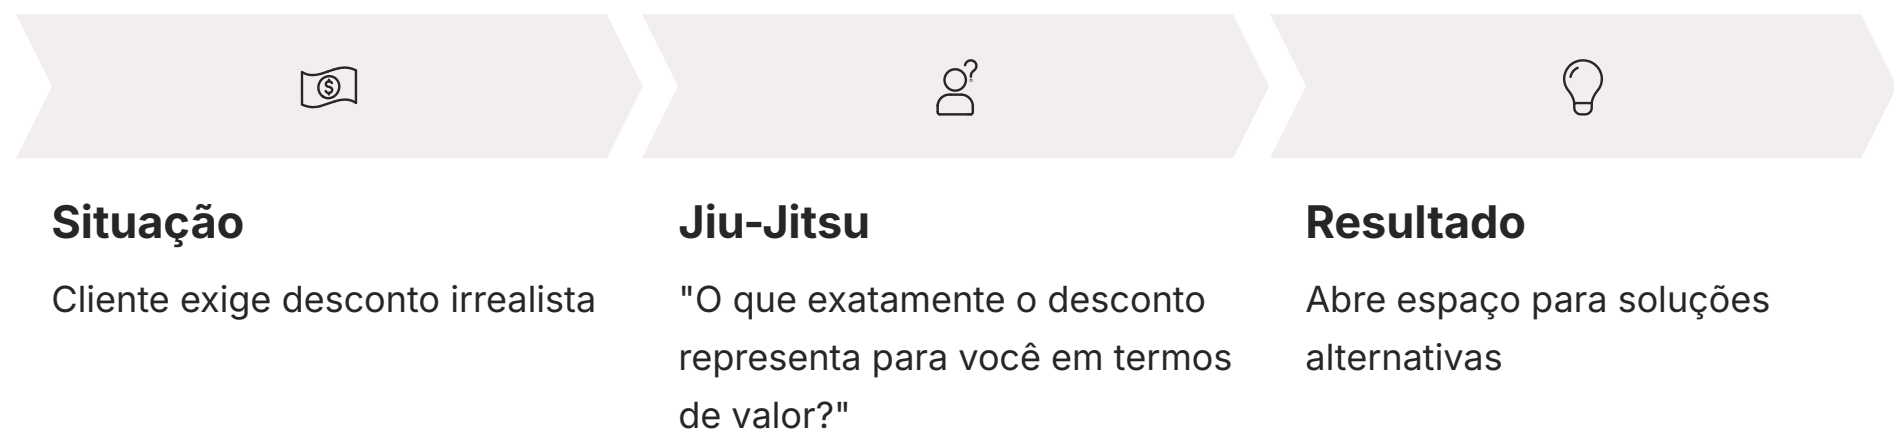 Situação
Cliente exige desconto irrealista
Jiu-Jitsu
"O que exatamente o desconto
representa para você em termos
de valor?"
Resultado
Abre espaço para soluções
alternativas